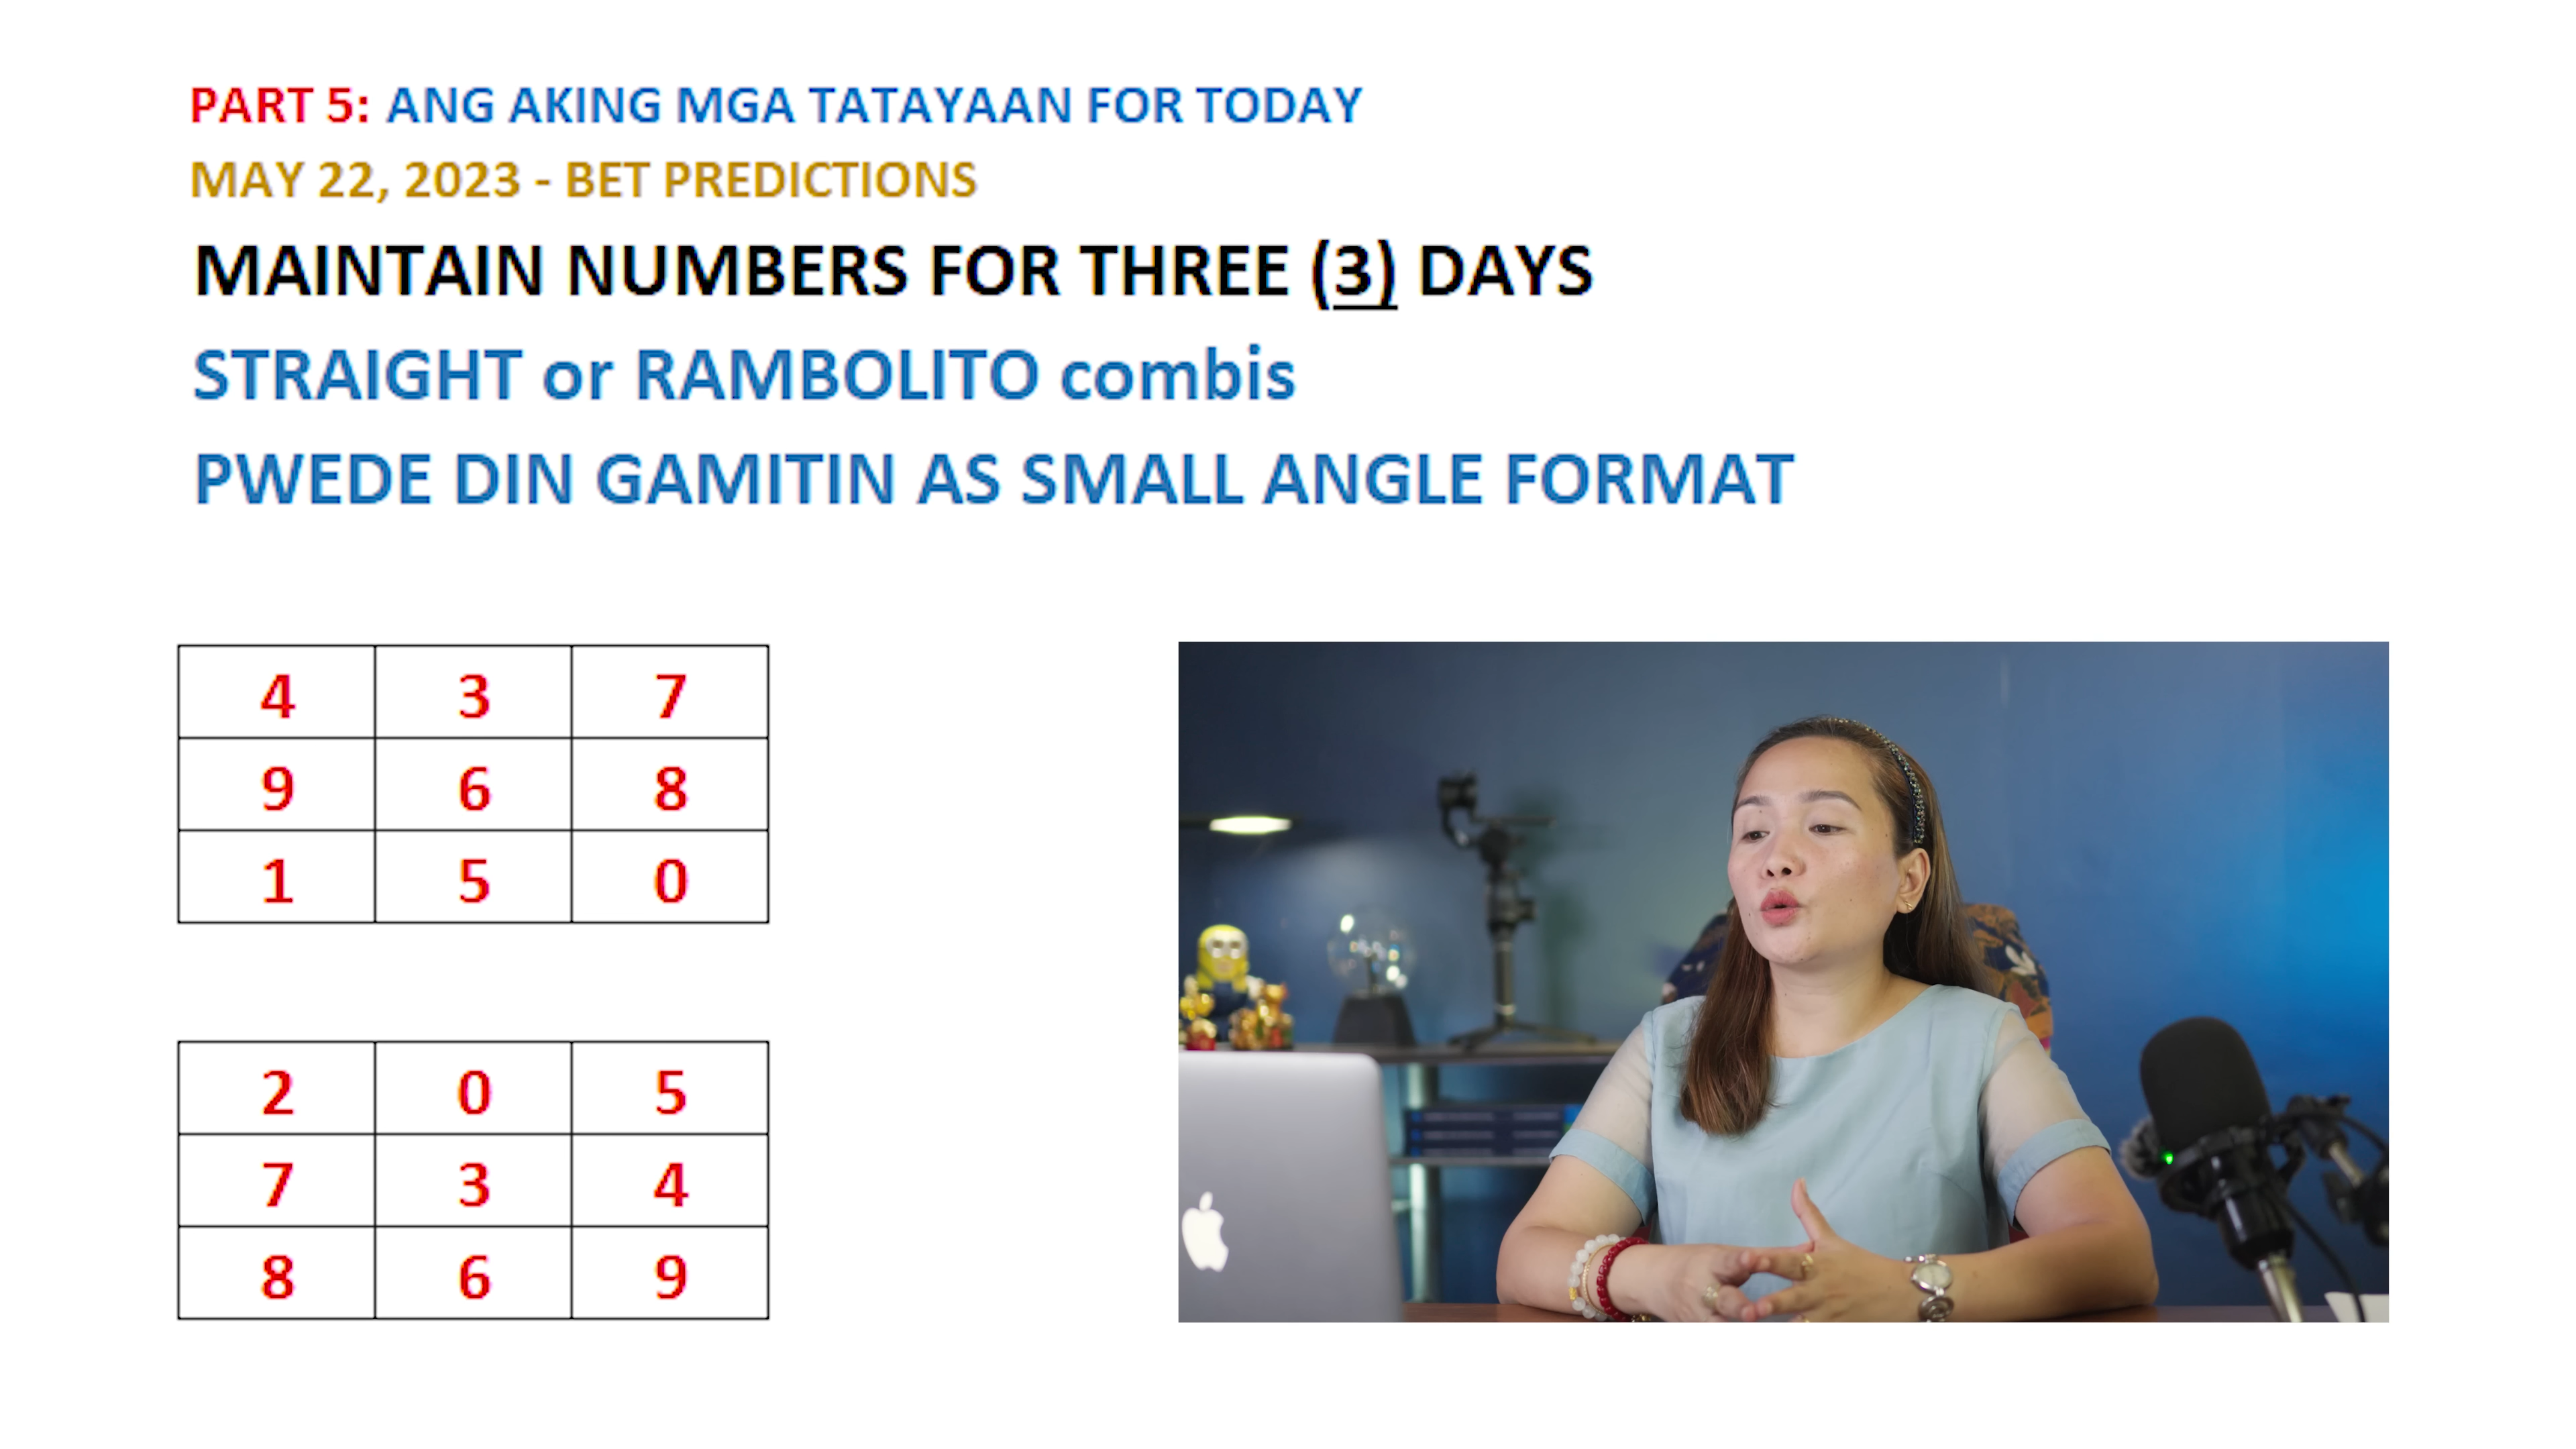 PART 5: ANG AKING MGA TATAYAAN FOR TODAY
MAY 22, 2023 - BET PREDICTIONS
MAINTAIN NUMBERS FOR THREE (3) DAYS
STRAIGHT or RAMBOLITO combis
PWEDE DIN GAMITIN AS SMALL ANGLE FORMAT
4 3 7
9 6 8
1 5 0
2 0 5
7 3 4
8 6 9